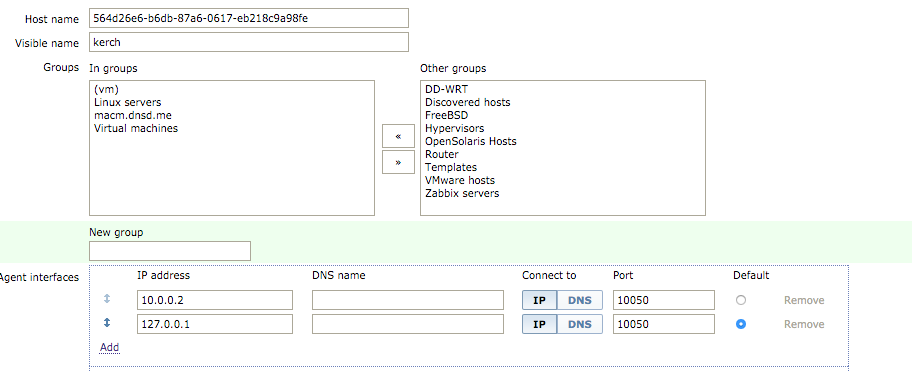 Host name 564d26e6-b6db-87a6-0617-eb218c9a98fe
Visible name kerch
Groups In groups Other groups
(vm) DD-WRT
Linux servers Discovered hosts
macm.dnsd.me FreeBSD
Virtual machines Hypervisors
« OpenSolaris Hosts
Router
» Templates
VMware hosts
Zabbix servers
New group
Agent interfaces IP address DNS name Connect to Port Default
10.0.0.2 IP DNS 10050 Remove
127.0.0.1 IP DNS 10050 Remove
Add